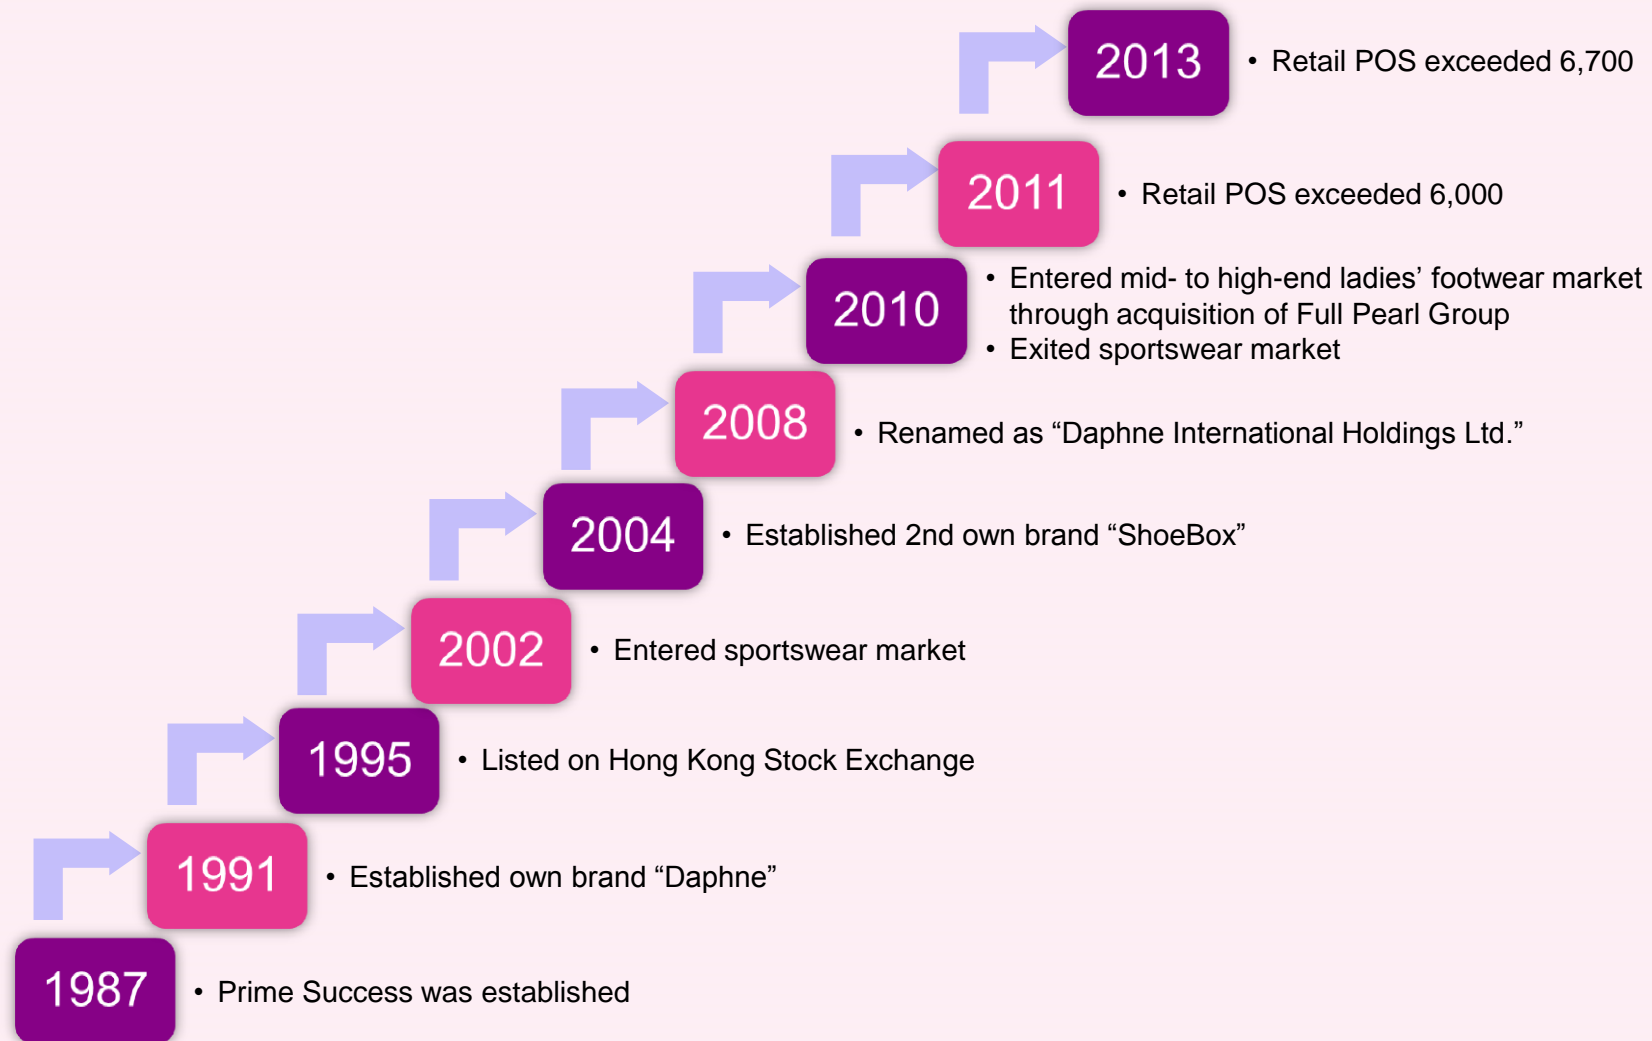 2013
• Retail POS exceeded 6,700
2011
• Retail POS exceeded 6,000
2010
• Entered mid- to high-end ladies’ footwear market
through acquisition of Full Pearl Group
• Exited sportswear market
2008
• Renamed as “Daphne International Holdings Ltd.”
2004
• Established 2nd own brand “ShoeBox”
2002
• Entered sportswear market
1995
• Listed on Hong Kong Stock Exchange
1991
• Established own brand “Daphne”
1987
• Prime Success was established